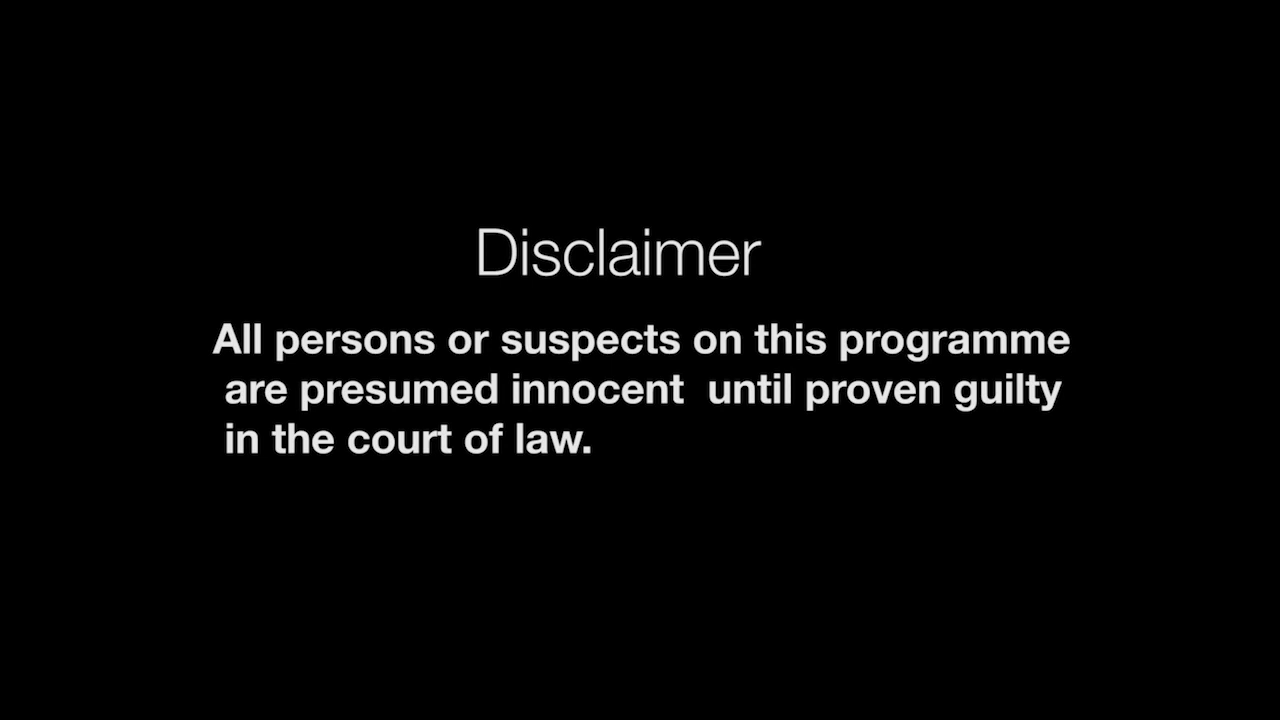 Disclaimer
All persons or suspects on this programme
are presumed innocent  until proven guilty
in the court of law.